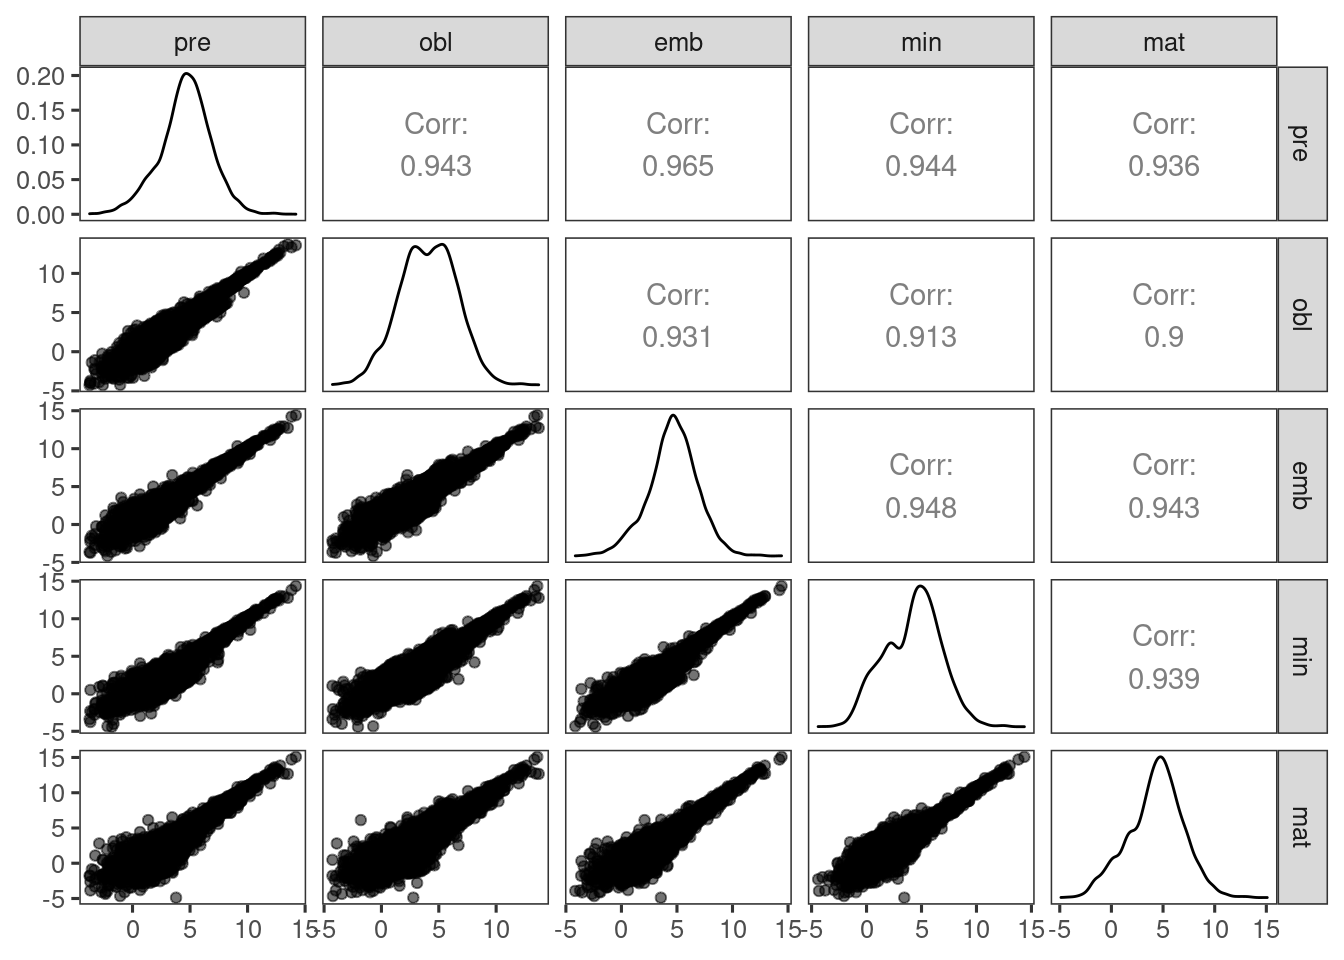 pre obl emb min mat
0.20
0.15
0.10
0.05
0.00
Corr: Corr: Corr: Corr:
0.943 0.965 0.944 0.936
pre
10
5
0
-5
Corr: Corr: Corr:
0.931 0.913 0.9
obl
15
10
5
0
-5
Corr: Corr:
0.948 0.943
emb
15
10
5
0
-5
Corr:
0.939
min
15
10
5
0
-5
mat
0 5 10 15 -5 0 5 10 -5 0 5 10 15 -5 0 5 10 15 -5 0 5 10 15